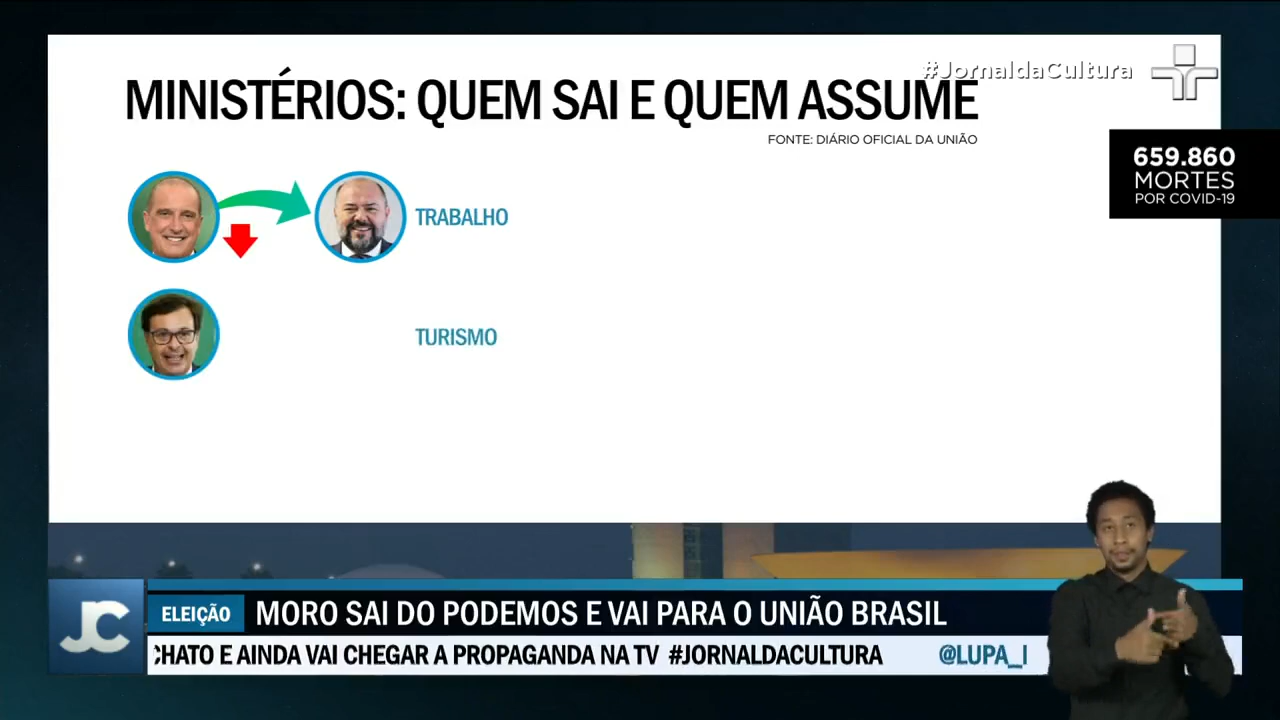 #JornaldaCultura
MINISTÉRIOS: QUEM SAI E QUEM ASSUME
FONTE: DIÁRIO OFICIAL DA UNIÃO
659.860
MORTES
POR COVID-19
TRABALHO
TURISMO
JC
ELEIÇÃO
MORO SAI DO PODEMOS E VAI PARA O UNIÃO BRASIL
CHATO E AINDA VAI CHEGAR A PROPAGANDA NA TV #JORNALDACULTURA @LUPA_I